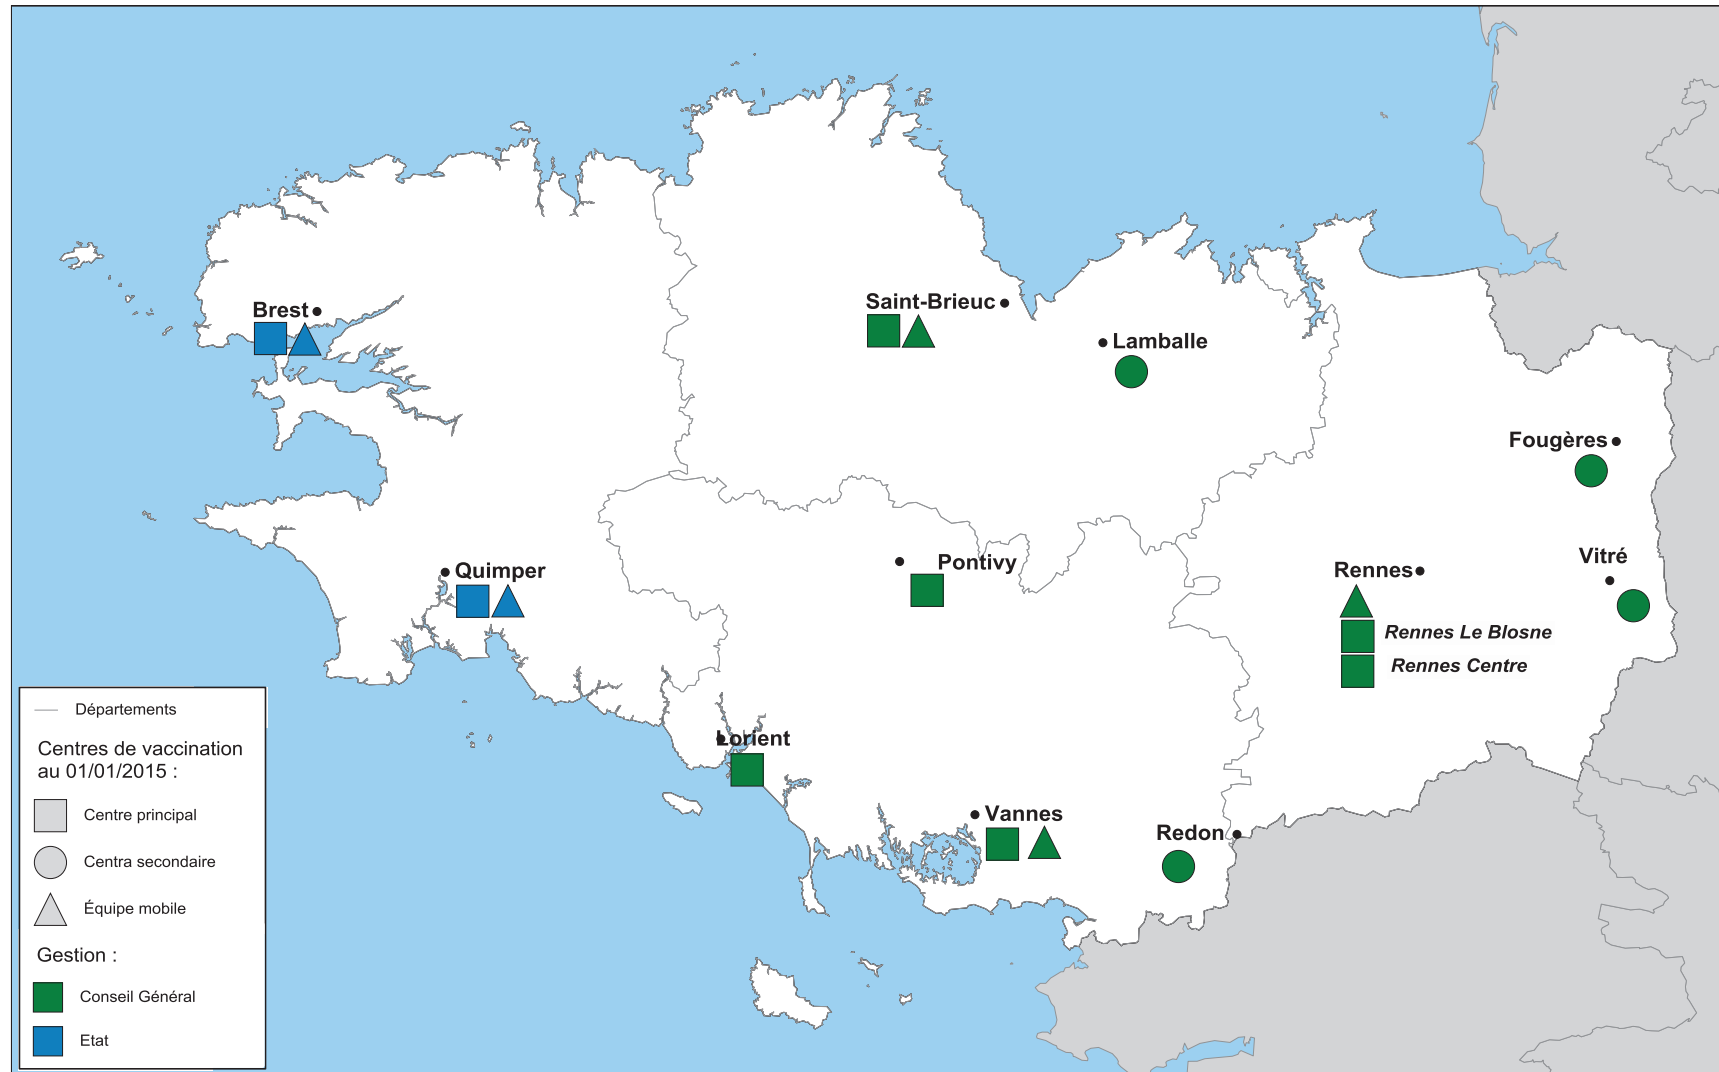 Brest
Saint-Brieuc
Lamballe
Fougères
Vitré
Quimper
Pontivy
Rennes
Rennes Le Blosne
Rennes Centre
Lorient
Vannes
Redon
Départements
Centres de vaccination
au 01/01/2015 :
Centre principal
Centra secondaire
Équipe mobile
Gestion :
Conseil Général
Etat